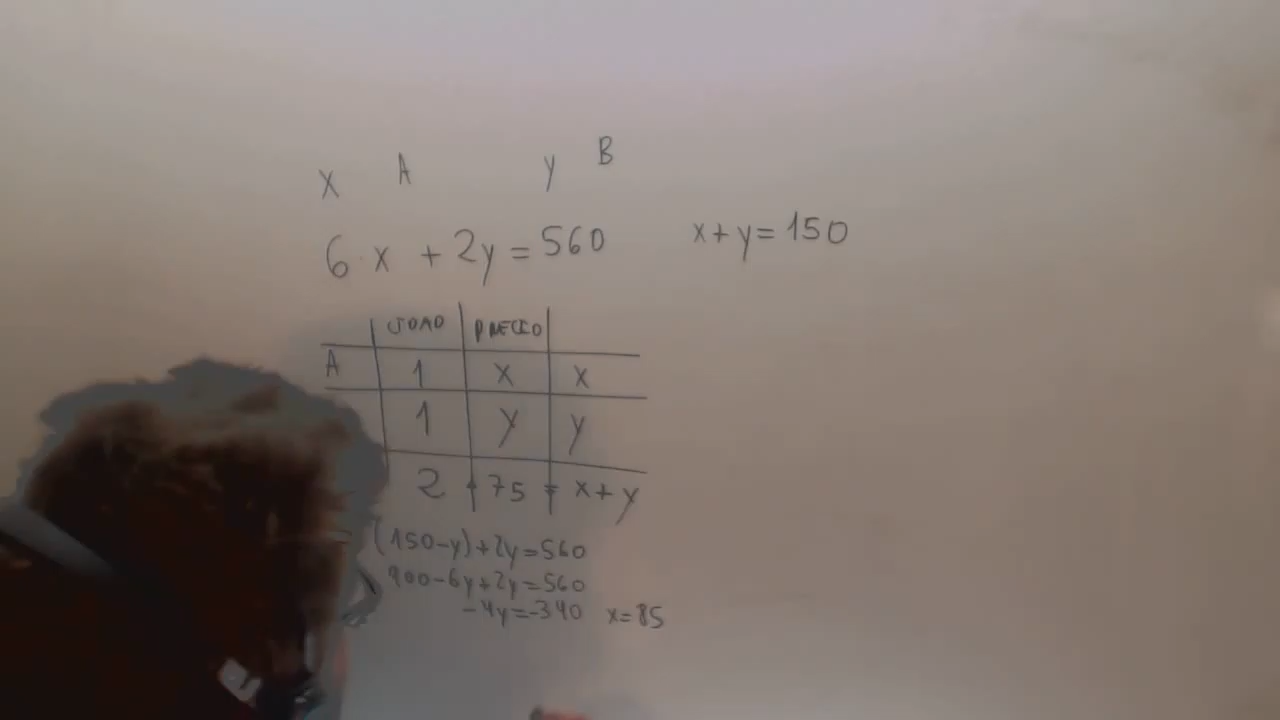 x A y B
6·x + 2y = 560 x+y= 150
PRECIO
A 1 x x
1 y y
2 · 75 = x+y
(150-y)+2y=560
900-6y+2y=560
-4y=-340 x=85